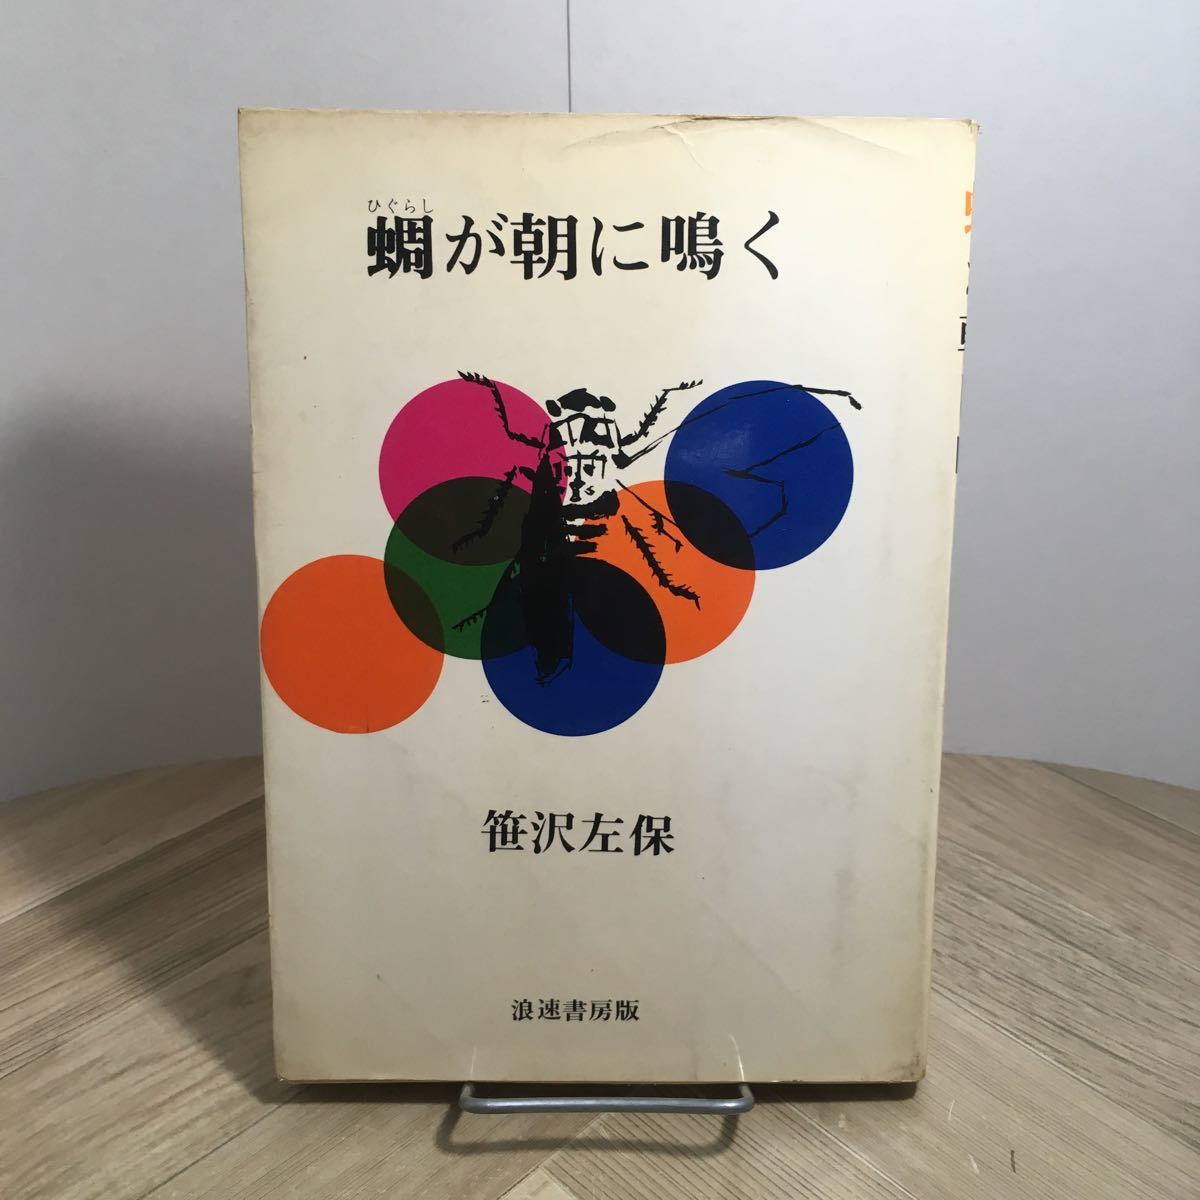 ひぐらし
蜩が朝に鳴く
笹沢左保
浪速書房版